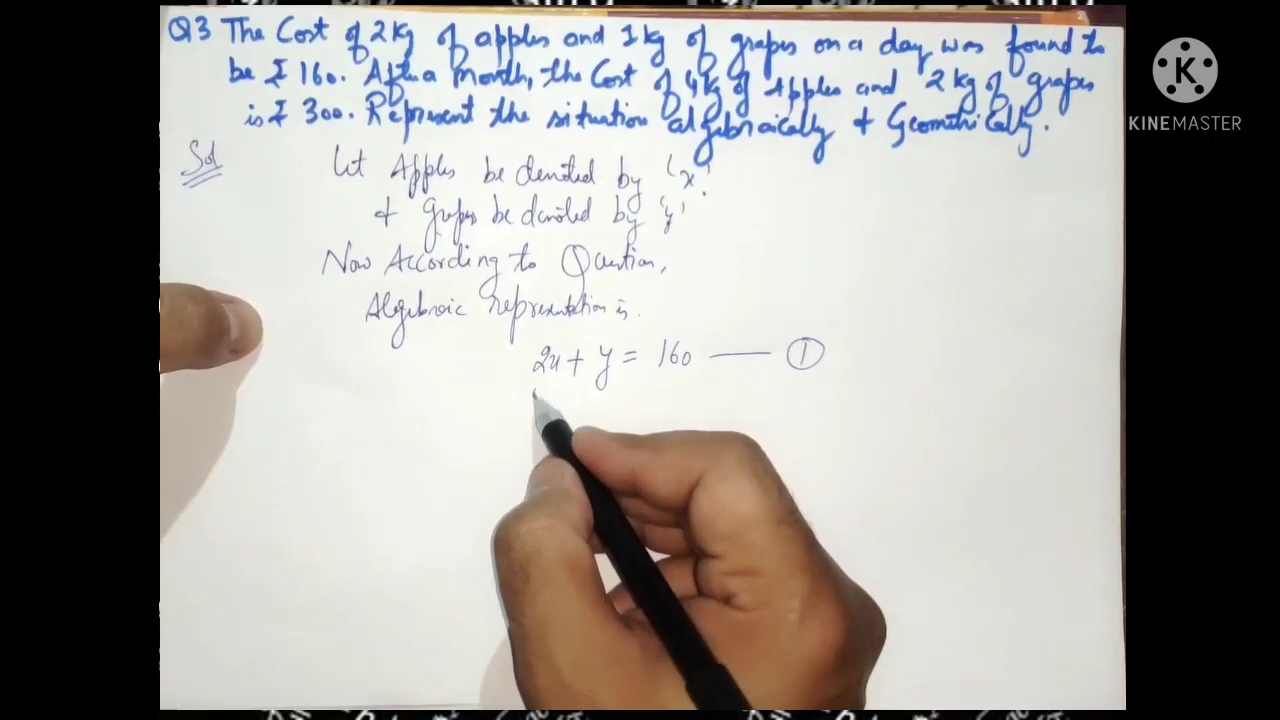 Q3 The Cost of 2kg of apples and 1kg of grapes on a day was found to
be ₹ 160. After a month, the Cost of 4kg of Apples and 2kg of grapes
is ₹ 300. Represent the situation algebraically & Geometrically.
Sol
Let Apples be denoted by 'x'.
& Grapes be denoted by 'y'
Now According to Question,
Algebraic representation is.
2x + y = 160 —— ①
K
KINEMASTER